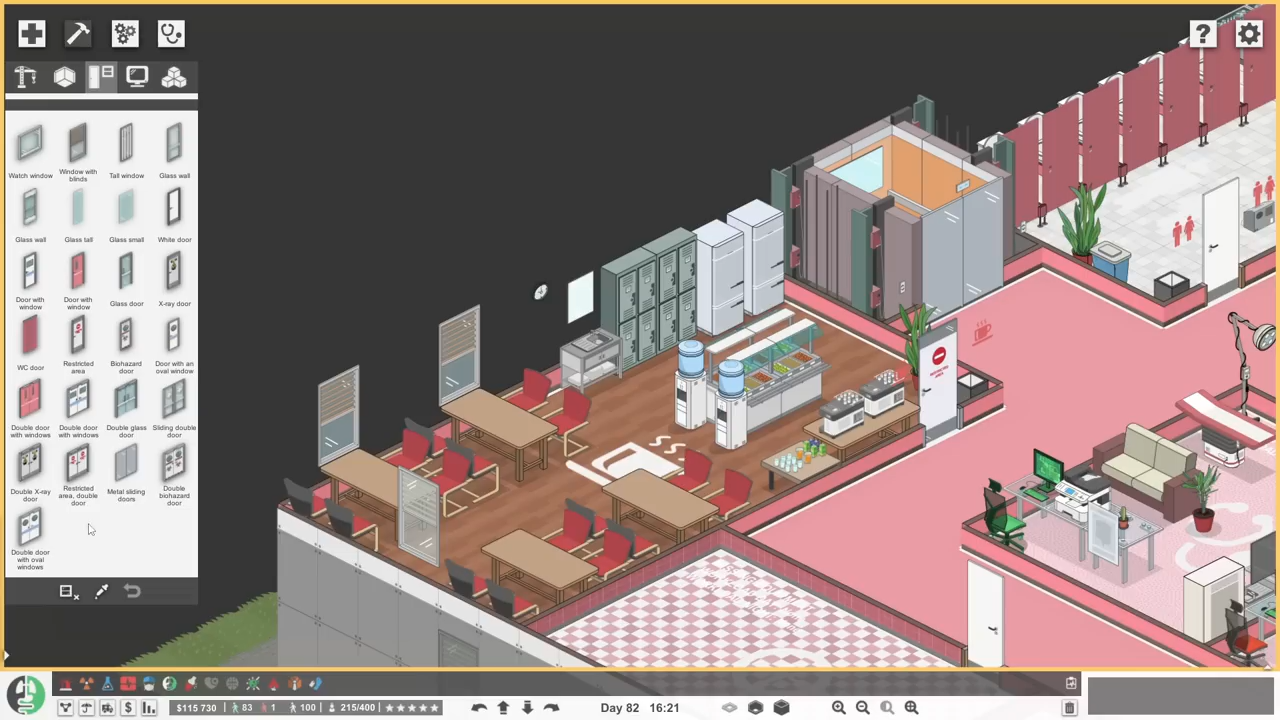 ?
Watch window
Window with
blinds
Tall window
Glass wall
Glass wall
Glass tall
Glass small
White door
Door with
window
Door with
window
Glass door
X-ray door
WC door
Restricted
area
Biohazard
door
Door with an
oval window
Double door
with windows
Double door
with windows
Double glass
door
Sliding double
door
Double X-ray
door
Restricted
area, double
door
Metal sliding
doors
Double
biohazard
door
Double door
with oval
windows
$115 730
83
1
100
215/400
Day 82 16:21